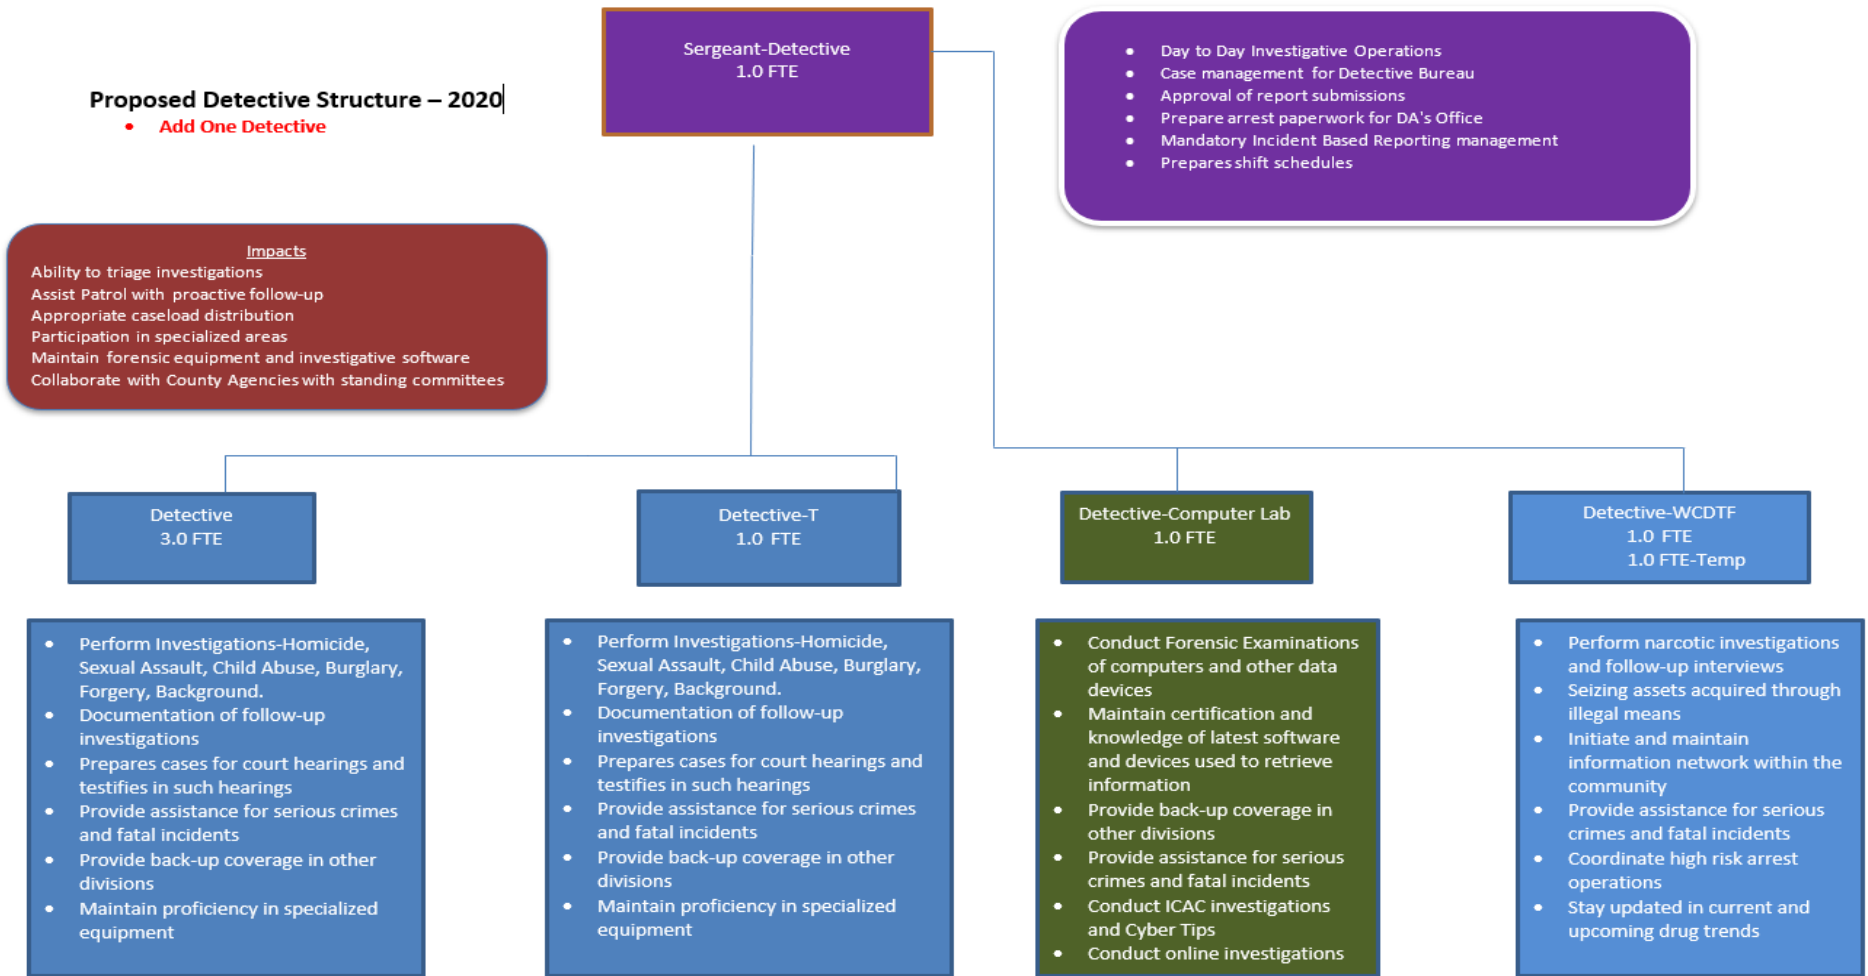 Sergeant-Detective
1.0 FTE
• Day to Day Investigative Operations
• Case management for Detective Bureau
• Approval of report submissions
• Prepare arrest paperwork for DA's Office
• Mandatory Incident Based Reporting management
• Prepares shift schedules
Proposed Detective Structure – 2020
• Add One Detective
Impacts
Ability to triage investigations
Assist Patrol with proactive follow-up
Appropriate caseload distribution
Participation in specialized areas
Maintain forensic equipment and investigative software
Collaborate with County Agencies with standing committees
Detective
3.0 FTE
Detective-T
1.0 FTE
Detective-Computer Lab
1.0 FTE
Detective-WCDTF
1.0 FTE
1.0 FTE-Temp
• Perform Investigations-Homicide,
Sexual Assault, Child Abuse, Burglary,
Forgery, Background.
• Documentation of follow-up
investigations
• Prepares cases for court hearings and
testifies in such hearings
• Provide assistance for serious crimes
and fatal incidents
• Provide back-up coverage in other
divisions
• Maintain proficiency in specialized
equipment
• Perform Investigations-Homicide,
Sexual Assault, Child Abuse, Burglary,
Forgery, Background.
• Documentation of follow-up
investigations
• Prepares cases for court hearings and
testifies in such hearings
• Provide assistance for serious crimes
and fatal incidents
• Provide back-up coverage in other
divisions
• Maintain proficiency in specialized
equipment
• Conduct Forensic Examinations
of computers and other data
devices
• Maintain certification and
knowledge of latest software
and devices used to retrieve
information
• Provide back-up coverage in
other divisions
• Provide assistance for serious
crimes and fatal incidents
• Conduct ICAC investigations
and Cyber Tips
• Conduct online investigations
• Perform narcotic investigations
and follow-up interviews
• Seizing assets acquired through
illegal means
• Initiate and maintain
information network within the
community
• Provide assistance for serious
crimes and fatal incidents
• Coordinate high risk arrest
operations
• Stay updated in current and
upcoming drug trends